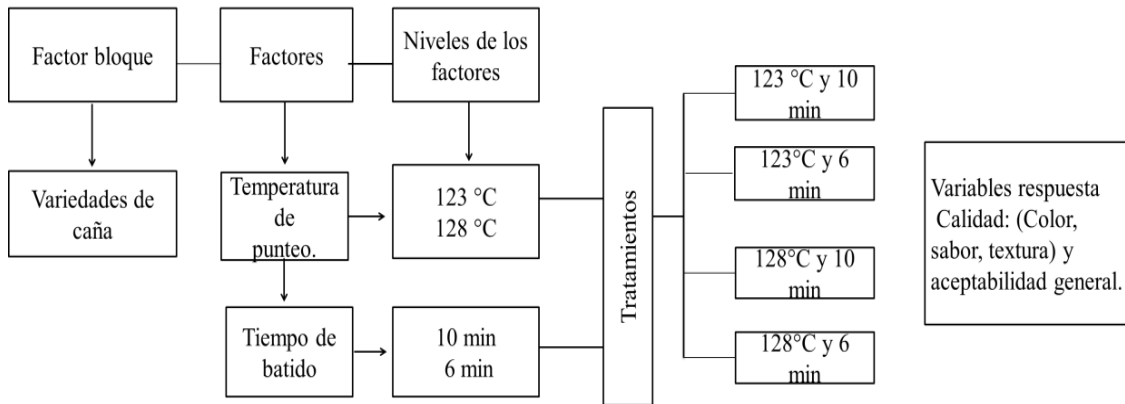 Factor bloque
Factores
Niveles de los
factores
Variedades de
caña
Temperatura
de
punteo.
123 °C
128 °C
Tiempo de
batido
10 min
6 min
Tratamientos
123 °C y 10
min
123°C y 6
min
128°C y 10
min
128°C y 6
min
Variables respuesta
Calidad: (Color,
sabor, textura) y
aceptabilidad general.